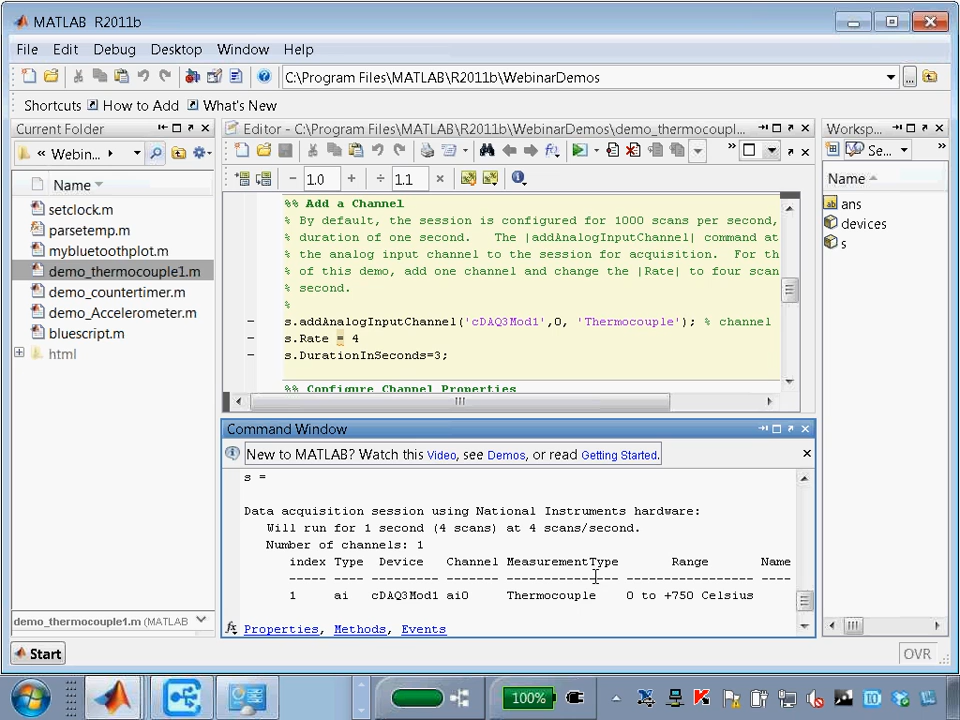 MATLAB R2011b
File Edit Debug Desktop Window Help
C:\Program Files\MATLAB\R2011b\WebinarDemos
Shortcuts How to Add What's New
Current Folder
« Webin...
Name
setclock.m
parsetemp.m
mybluetoothplot.m
demo_thermocouple1.m
demo_countertimer.m
demo_Accelerometer.m
bluescript.m
html
demo_thermocouple1.m (MATLAB
Editor - C:\Program Files\MATLAB\R2011b\WebinarDemos\demo_thermocoupl...
1.0 + ÷ 1.1 ×
%% Add a Channel
% By default, the session is configured for 1000 scans per second,
% duration of one second. The |addAnalogInputChannel| command at
% the analog input channel to the session for acquisition. For th
% of this demo, add one channel and change the |Rate| to four scan
% second.
%
s.addAnalogInputChannel('cDAQ3Mod1',0, 'Thermocouple'); % channel
s.Rate = 4
s.DurationInSeconds=3;
%% Configure Channel Properties
Command Window
New to MATLAB? Watch this Video, see Demos, or read Getting Started.
s =
Data acquisition session using National Instruments hardware:
Will run for 1 second (4 scans) at 4 scans/second.
Number of channels: 1
index Type Device Channel MeasurementType Range Name
----- ---- --------- ------- --------------- ------------------ ----
1 ai cDAQ3Mod1 ai0 Thermocouple 0 to +750 Celsius
fx Properties, Methods, Events
Worksp...
Se...
Name
ans
devices
s
Start
OVR
100%